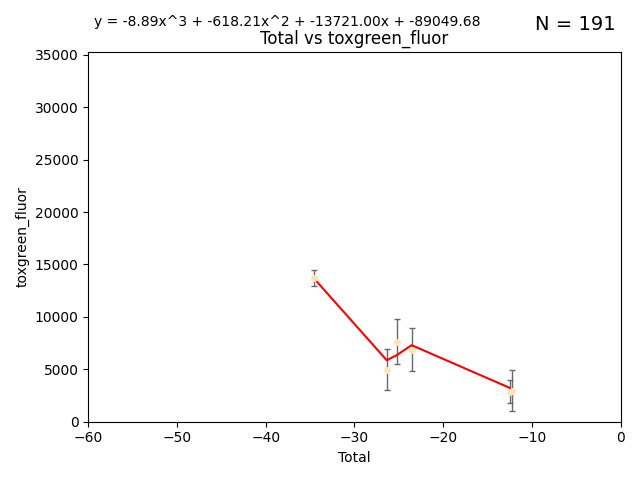 y = -8.89x^3 + -618.21x^2 + -13721.00x + -89049.68
N = 191
Total vs toxgreen_fluor
35000
30000
25000
20000
15000
10000
5000
0
toxgreen_fluor
−60 −50 −40 −30 −20 −10 0
Total